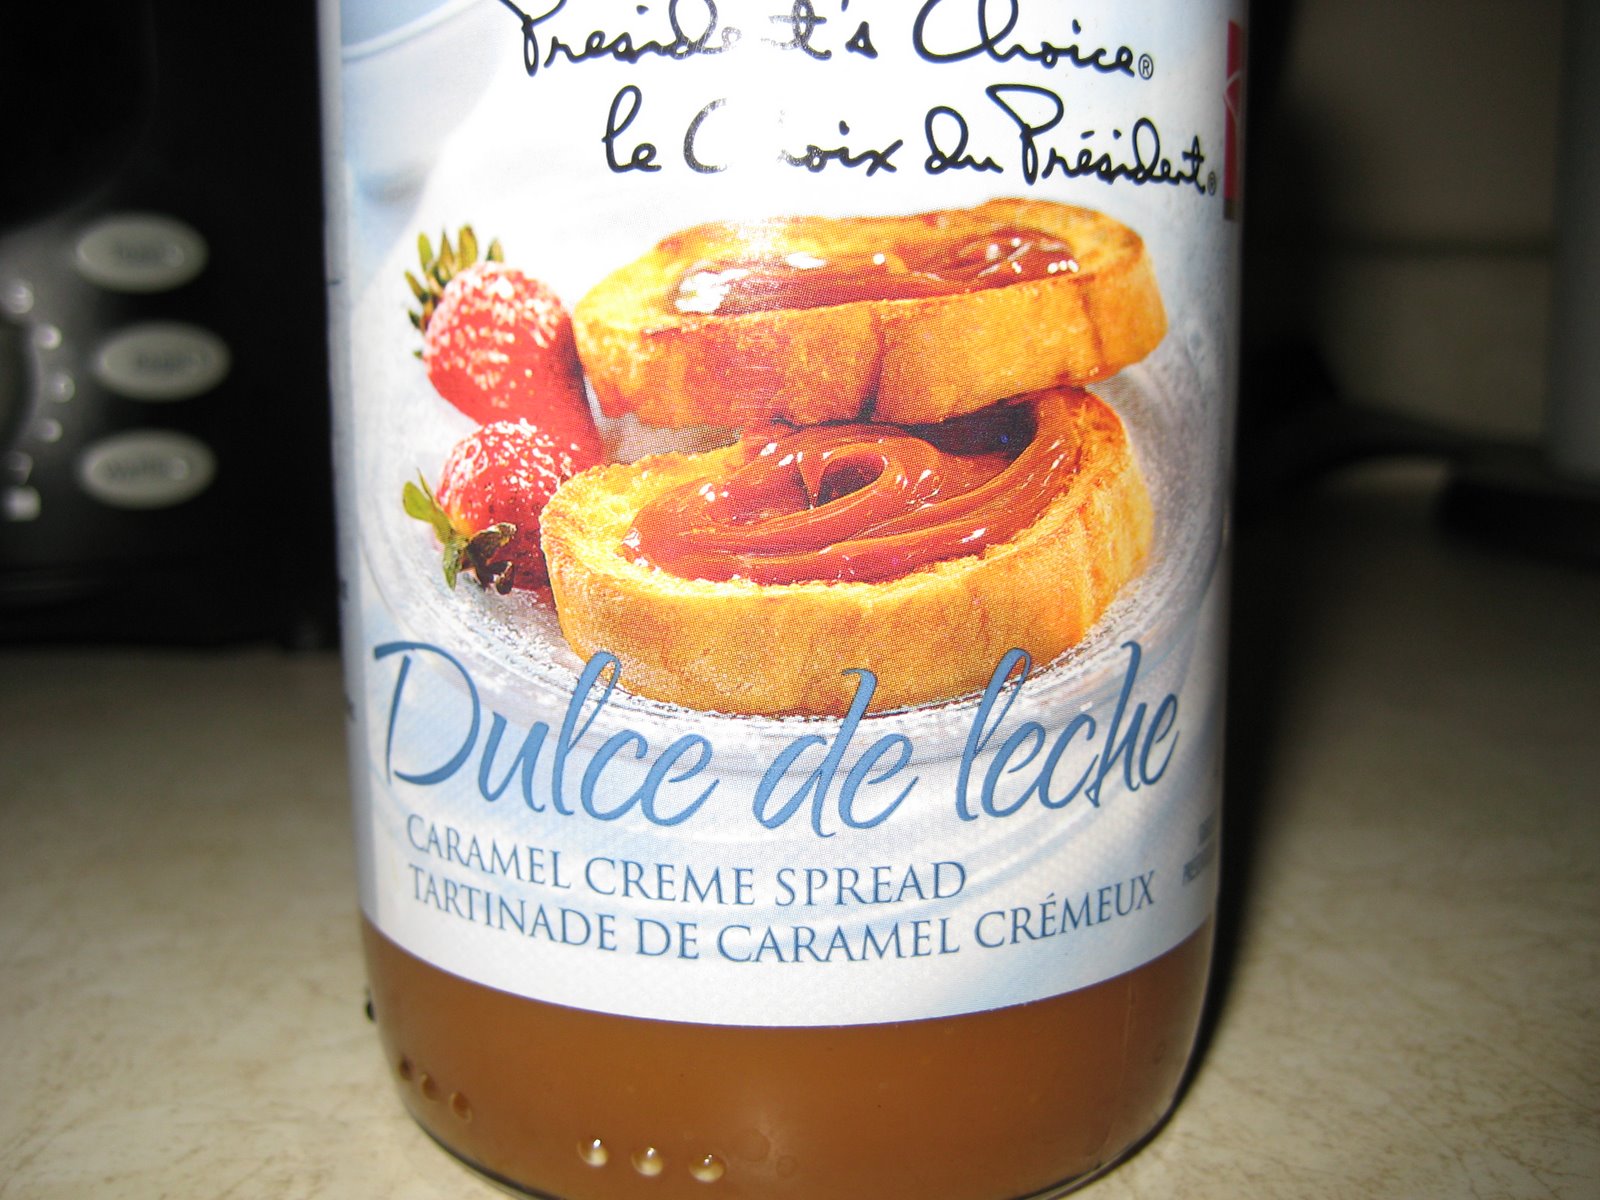 President's Choice®
le Choix du Président®
Dulce de leche
CARAMEL CREME SPREAD
TARTINADE DE CARAMEL CRÉMEUX